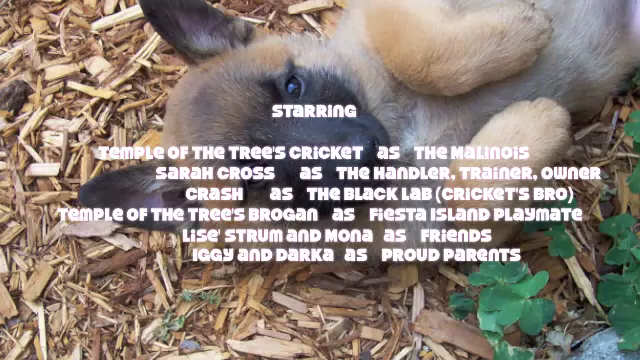 STARRING
TEMPLE OF THE TREE'S CRICKET AS THE MALINOIS
SARAH CROSS AS THE HANDLER, TRAINER, OWNER
CRASH AS THE BLACK LAB (CRICKET'S BRO)
TEMPLE OF THE TREE'S BROGAN AS FIESTA ISLAND PLAYMATE
LISE' STRUM AND MONA AS FRIENDS
IGGY AND DARKA AS PROUD PARENTS